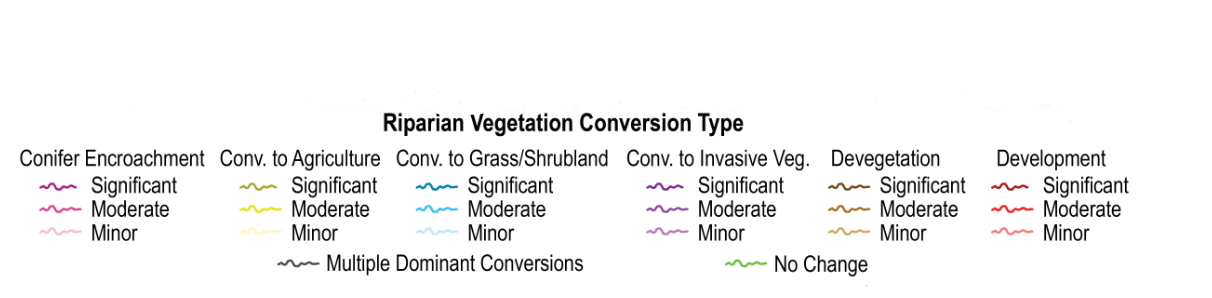 Riparian Vegetation Conversion Type
Conifer Encroachment Conv. to Agriculture Conv. to Grass/Shrubland Conv. to Invasive Veg. Devegetation Development
Significant Significant Significant Significant Significant Significant
Moderate Moderate Moderate Moderate Moderate Moderate
Minor Minor Minor Minor Minor Minor
Multiple Dominant Conversions No Change